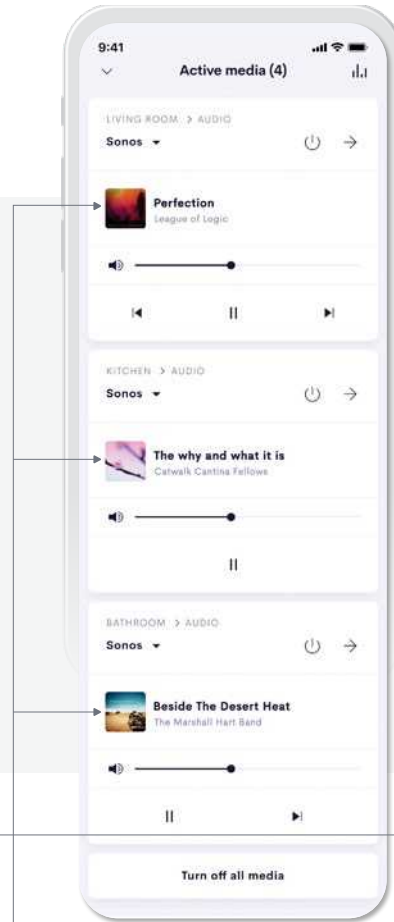 9:41
Active media (4)
LIVING ROOM > AUDIO
Sonos
Perfection
League of Logic
KITCHEN > AUDIO
Sonos
The why and what it is
Catwalk Cantina Fellows
BATHROOM > AUDIO
Sonos
Beside The Desert Heat
The Marshall Hart Band
Turn off all media